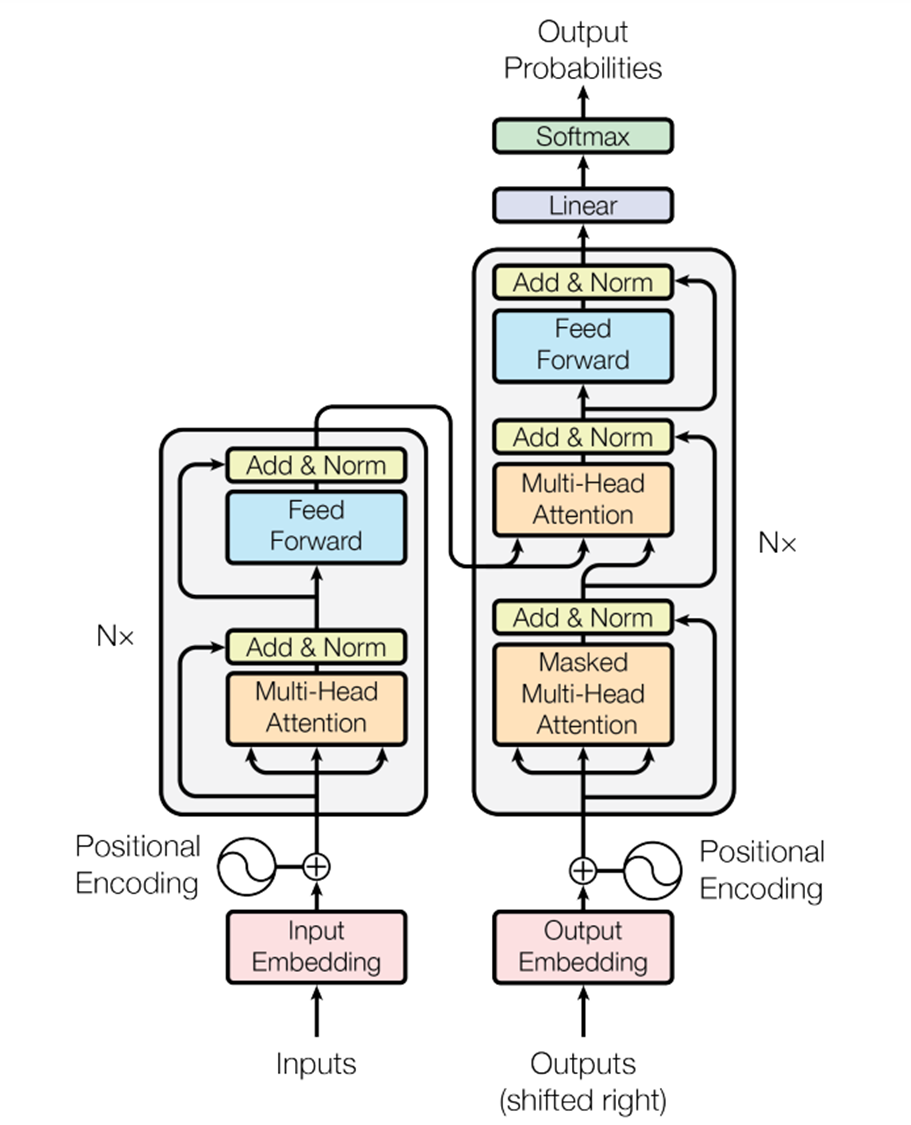 Output
Probabilities
Softmax
Linear
Add & Norm
Feed
Forward
Add & Norm
Multi-Head
Attention
Add & Norm
Masked
Multi-Head
Attention
N×
Add & Norm
Feed
Forward
Add & Norm
Multi-Head
Attention
N×
Positional
Encoding
Positional
Encoding
Input
Embedding
Output
Embedding
Inputs
Outputs
(shifted right)